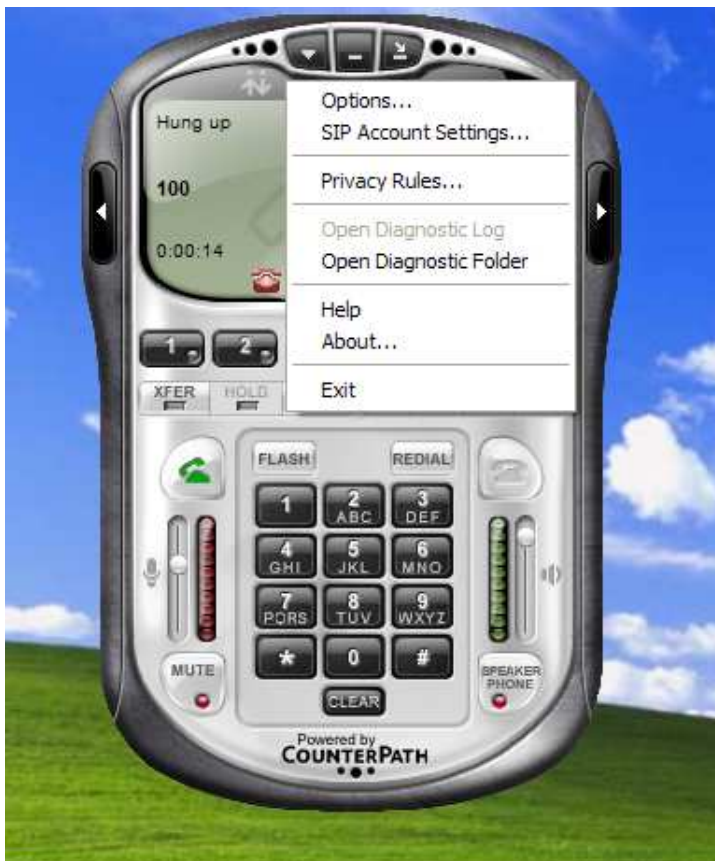 Hung up
100
0:00:14
Options...
SIP Account Settings...
Privacy Rules...
Open Diagnostic Log
Open Diagnostic Folder
Help
About...
Exit
1 2
XFER HOLD
FLASH REDIAL
1 2 3
ABC DEF
4 5 6
GHI JKL MNO
7 8 9
PQRS TUV WXYZ
* 0 #
MUTE
SPEAKER
PHONE
CLEAR
Powered by
COUNTERPATH